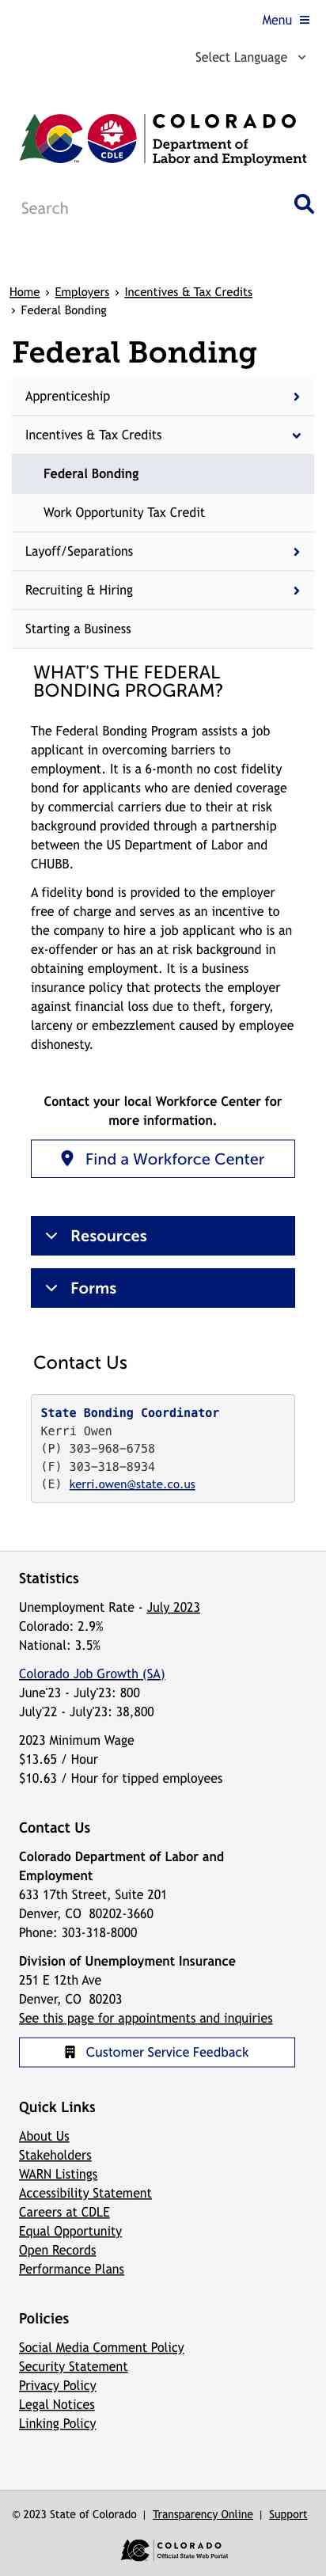 Menu
Select Language
COLORADO
Department of
Labor and Employment
CDLE
Search
Home › Employers › Incentives & Tax Credits
› Federal Bonding
Federal Bonding
Apprenticeship
Incentives & Tax Credits
Federal Bonding
Work Opportunity Tax Credit
Layoff/Separations
Recruiting & Hiring
Starting a Business
WHAT'S THE FEDERAL
BONDING PROGRAM?
The Federal Bonding Program assists a job
applicant in overcoming barriers to
employment. It is a 6-month no cost fidelity
bond for applicants who are denied coverage
by commercial carriers due to their at risk
background provided through a partnership
between the US Department of Labor and
CHUBB.
A fidelity bond is provided to the employer
free of charge and serves as an incentive to
the company to hire a job applicant who is an
ex-offender or has an at risk background in
obtaining employment. It is a business
insurance policy that protects the employer
against financial loss due to theft, forgery,
larceny or embezzlement caused by employee
dishonesty.
Contact your local Workforce Center for
more information.
Find a Workforce Center
Resources
Forms
Contact Us
State Bonding Coordinator
Kerri Owen
(P) 303-968-6758
(F) 303-318-8934
(E) kerri.owen@state.co.us
Statistics
Unemployment Rate - July 2023
Colorado: 2.9%
National: 3.5%
Colorado Job Growth (SA)
June'23 - July'23: 800
July'22 - July'23: 38,800
2023 Minimum Wage
$13.65 / Hour
$10.63 / Hour for tipped employees
Contact Us
Colorado Department of Labor and
Employment
633 17th Street, Suite 201
Denver, CO 80202-3660
Phone: 303-318-8000
Division of Unemployment Insurance
251 E 12th Ave
Denver, CO 80203
See this page for appointments and inquiries
Customer Service Feedback
Quick Links
About Us
Stakeholders
WARN Listings
Accessibility Statement
Careers at CDLE
Equal Opportunity
Open Records
Performance Plans
Policies
Social Media Comment Policy
Security Statement
Privacy Policy
Legal Notices
Linking Policy
© 2023 State of Colorado | Transparency Online | Support
COLORADO
Official State Web Portal